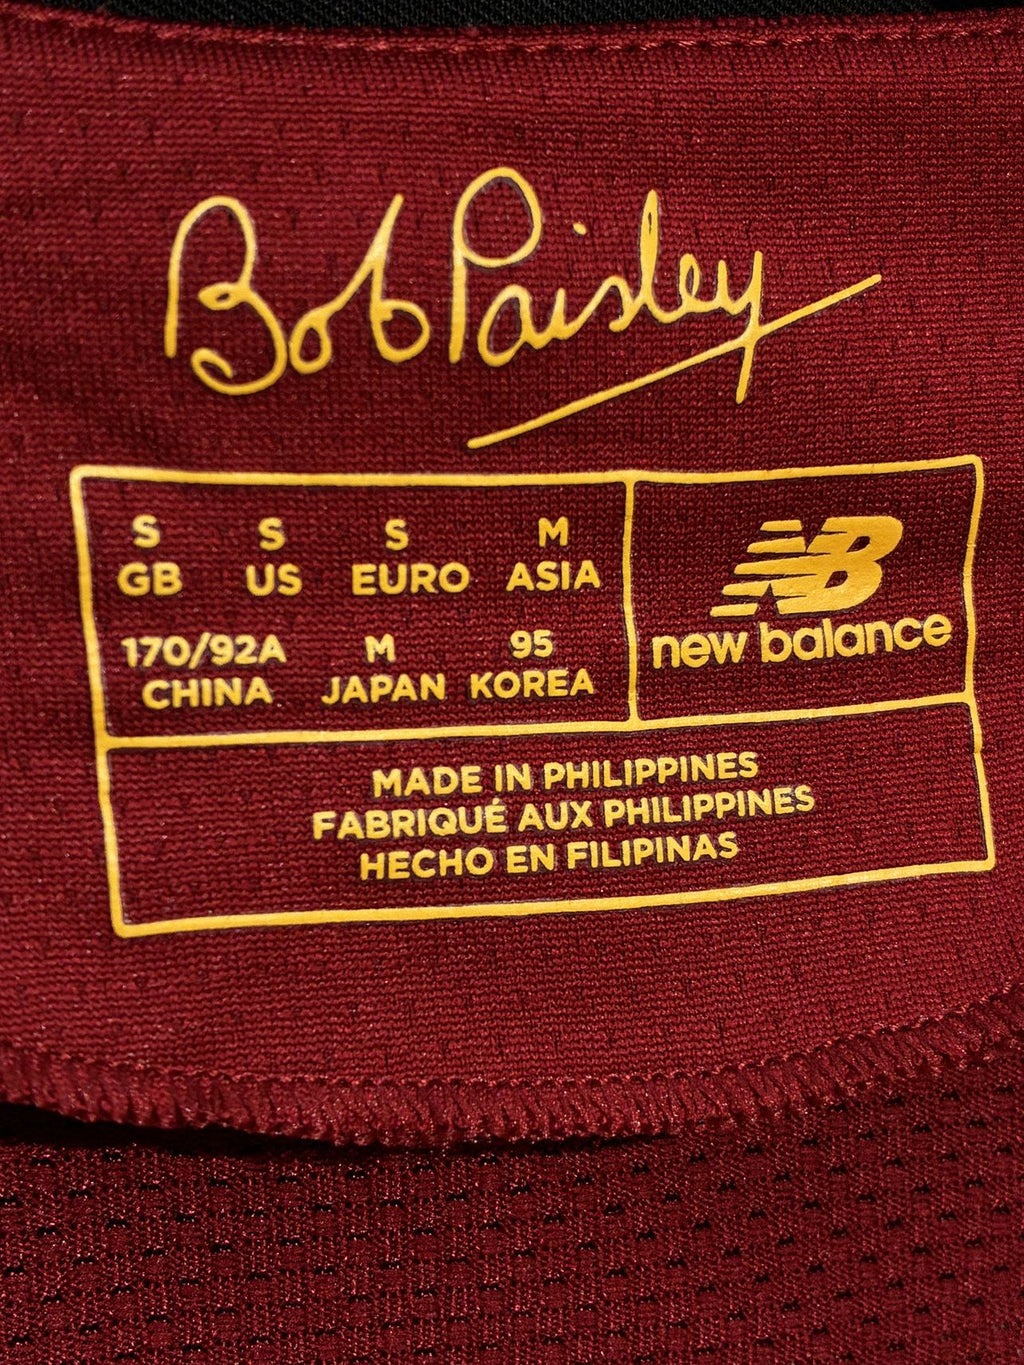 Bob Paisley
S S S M
GB US EURO ASIA
170/92A M 95
CHINA JAPAN KOREA
NB
new balance
MADE IN PHILIPPINES
FABRIQUÉ AUX PHILIPPINES
HECHO EN FILIPINAS